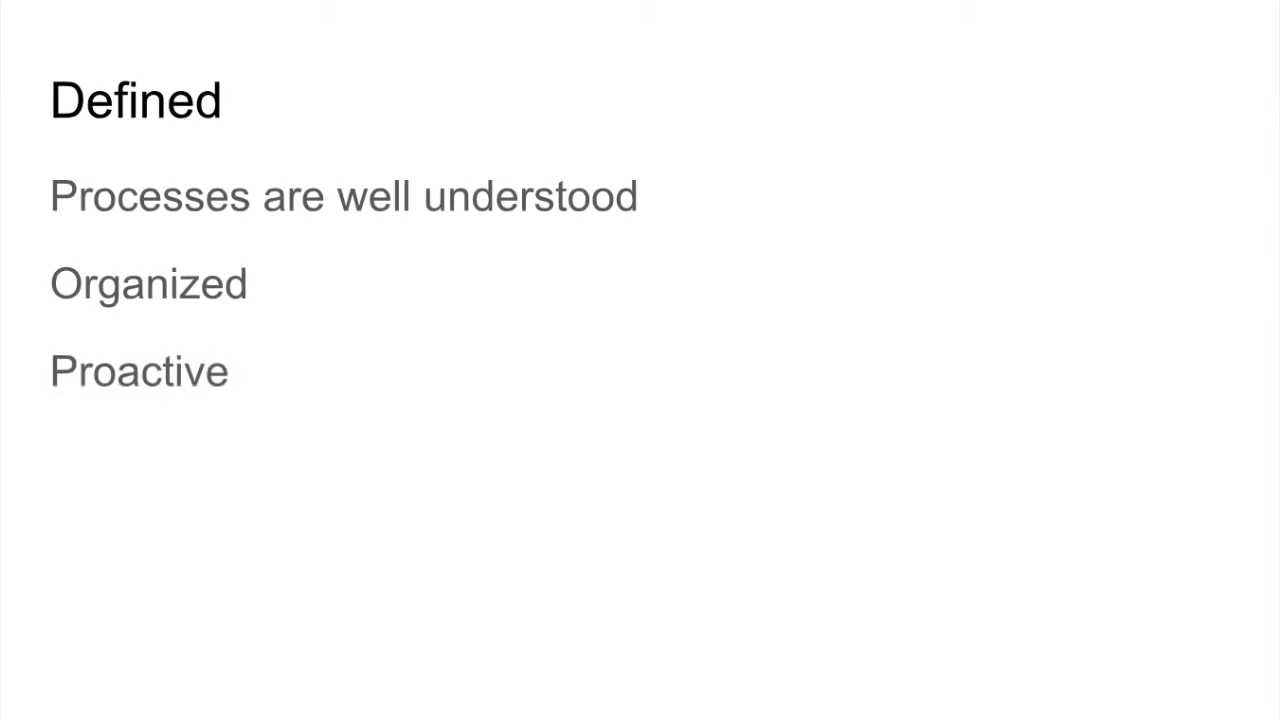 Defined
Processes are well understood
Organized
Proactive